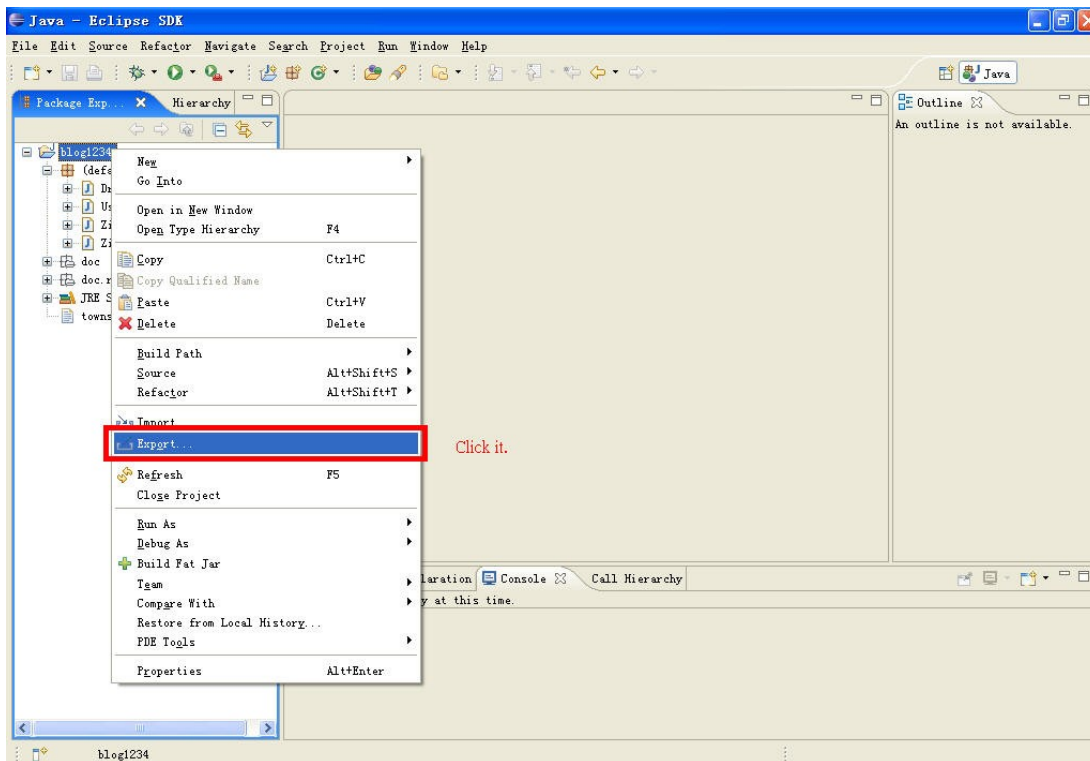 Java - Eclipse SDK
File Edit Source Refactor Navigate Search Project Run Window Help
Java
Package Exp...
Hierarchy
Outline
An outline is not available.
blog1234
(defa
doc
doc.r
JRE S
towns
New
Go Into
Open in New Window
Open Type Hierarchy F4
Copy Ctrl+C
Copy Qualified Name
Paste Ctrl+V
Delete Delete
Build Path
Source Alt+Shift+S
Refactor Alt+Shift+T
Import...
Export...
Click it.
Refresh F5
Close Project
Run As
Debug As
Build Fat Jar
Team
Compare With
Restore from Local History...
PDE Tools
Properties Alt+Enter
laration Console Call Hierarchy
y at this time.
blog1234